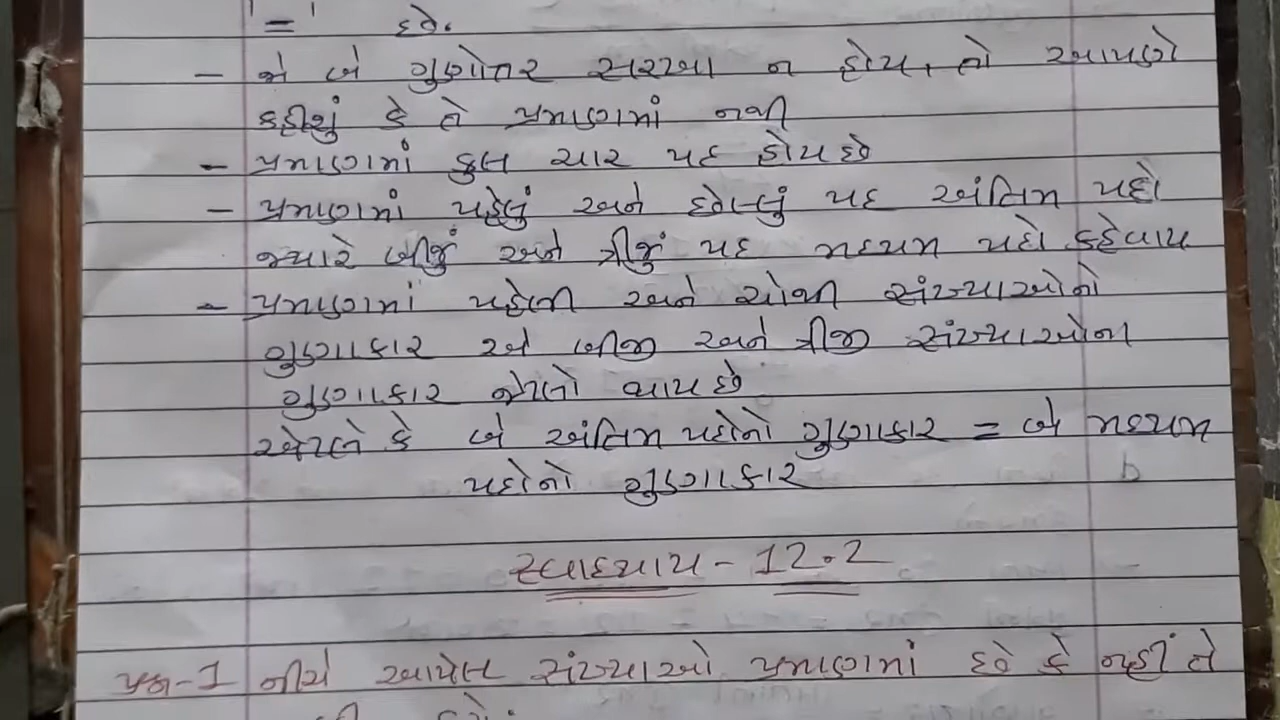 '=' છે.
- જો બે ગુણોત્તર સરખા ન હોય, તો આપણે
કહીશું કે તે પ્રમાણમાં નથી
- પ્રમાણમાં કુલ ચાર પદ હોય છે
- પ્રમાણમાં પહેલું અને છેલ્લું પદ અંતિમ પદો
જ્યારે બીજું અને ત્રીજું પદ મધ્યમ પદો કહેવાય
- પ્રમાણમાં પહેલી અને ચોથી સંખ્યાઓનો
ગુણાકાર એ બીજી અને ત્રીજી સંખ્યાઓના
ગુણાકાર જેટલો થાય છે
એટલે કે બે અંતિમ પદોનો ગુણાકાર = બે મધ્યમ
પદોનો ગુણાકાર
સ્વાધ્યાય - 12.2
પ્રશ્ન-1 નીચે આપેલ સંખ્યાઓ પ્રમાણમાં છે કે નહીં તે